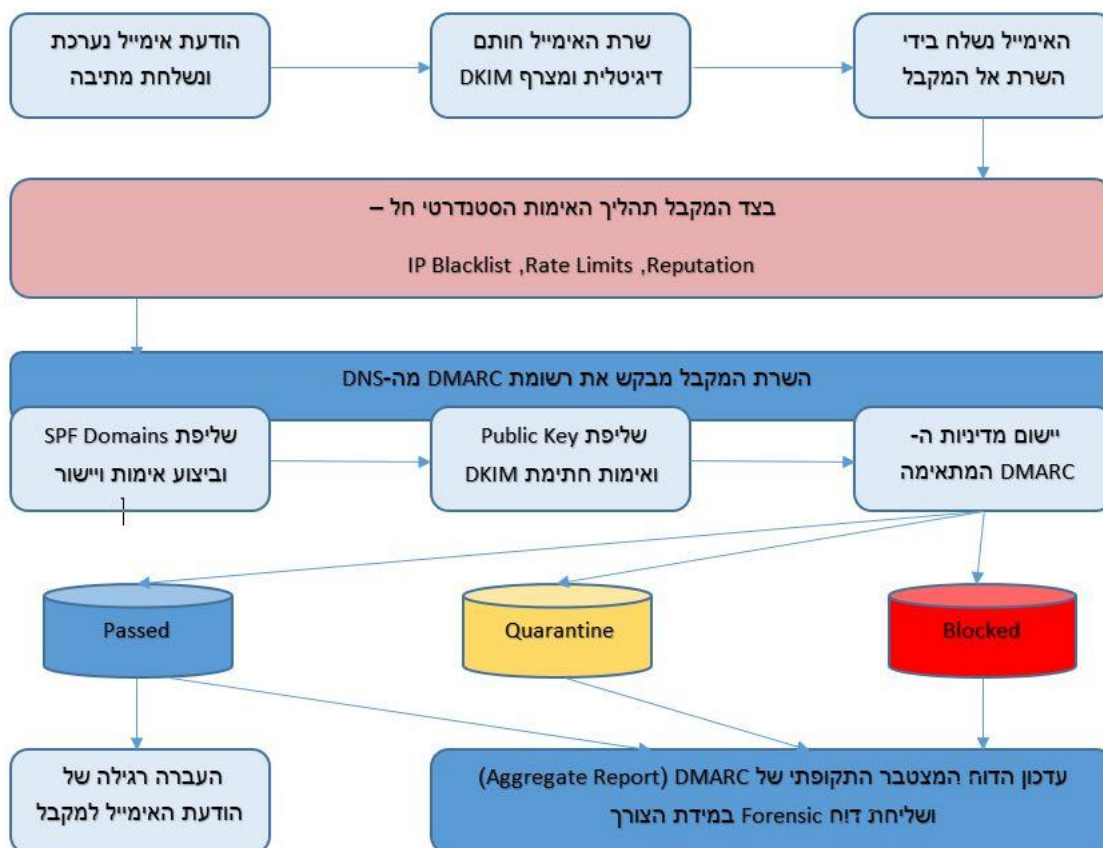 הודעת אימייל נערכת
ונשלחת מתיבה
שרת האימייל חותם
דיגיטלית ומצרף DKIM
האימייל נשלח בידי
השרת אל המקבל
בצד המקבל תהליך האימות הסטנדרטי חל –
IP Blacklist ,Rate Limits ,Reputation
השרת המקבל מבקש את רשומת DMARC מה-DNS
שליפת SPF Domains
וביצוע אימות ויישור
שליפת Public Key
ואימות חתימת DKIM
יישום מדיניות ה-
DMARC המתאימה
Passed
Quarantine
Blocked
העברה רגילה של
הודעת האימייל למקבל
עדכון הדוח המצטבר התקופתי של DMARC (Aggregate Report)
ושליחת דוח Forensic במידת הצורך